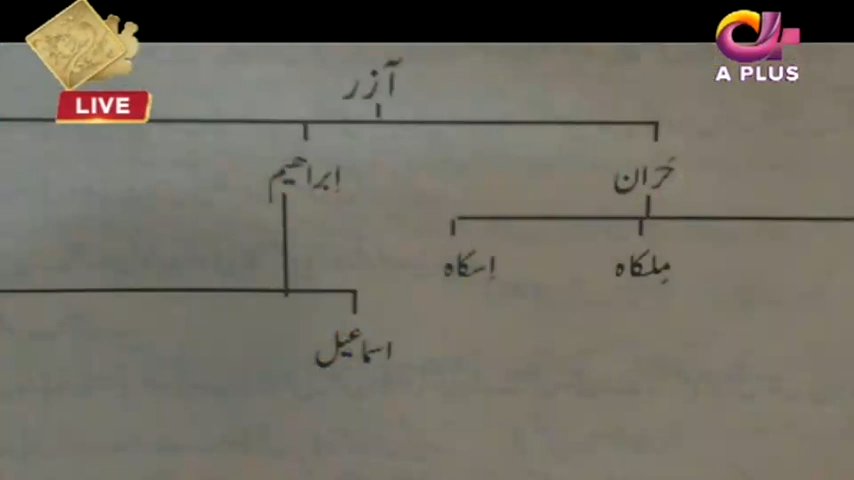 LIVE
A PLUS
آزر
حَران
ابراھیم
مِلکاہ
اِسکاہ
اسماعیل